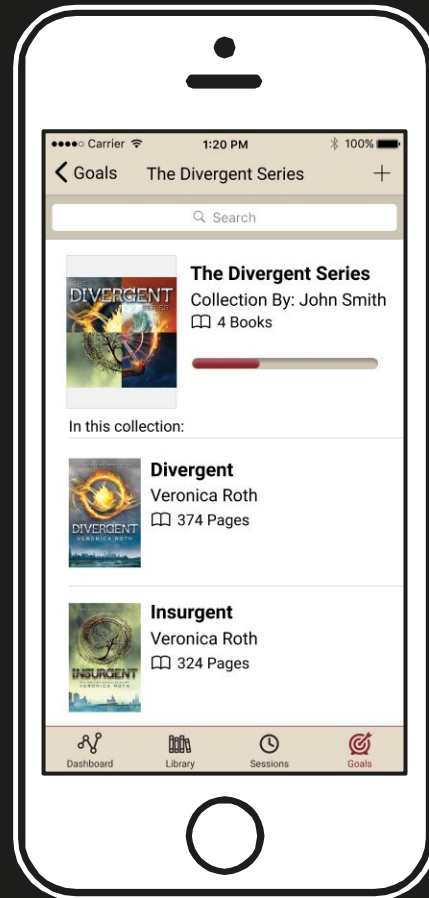 Carrier 1:20 PM 100%
Goals The Divergent Series +
Search
THE
DIVERGENT
SERIES
The Divergent Series
Collection By: John Smith
4 Books
In this collection:
DIVERGENT
VERONICA ROTH
Divergent
Veronica Roth
374 Pages
INSURGENT
VERONICA ROTH
Insurgent
Veronica Roth
324 Pages
Dashboard Library Sessions Goals